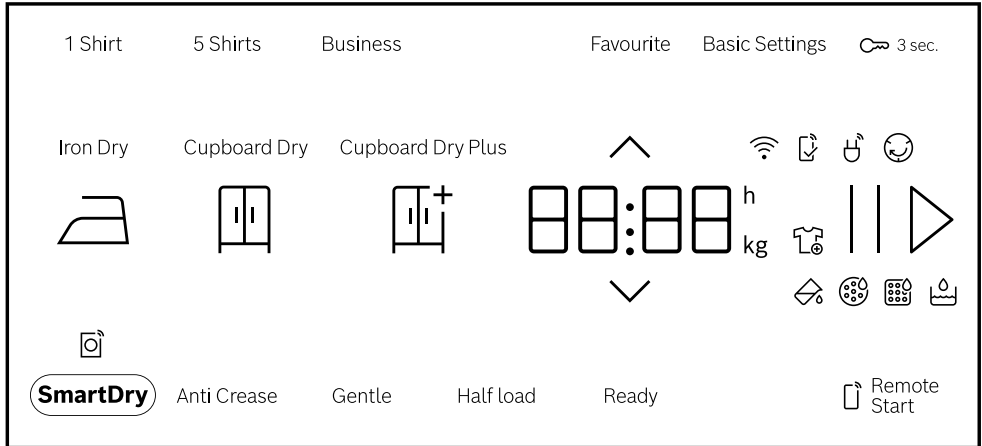 1 Shirt
5 Shirts
Business
Favourite
Basic Settings
3 sec.
Iron Dry
Cupboard Dry
Cupboard Dry Plus
88:88
h
kg
SmartDry
Anti Crease
Gentle
Half load
Ready
Remote
Start